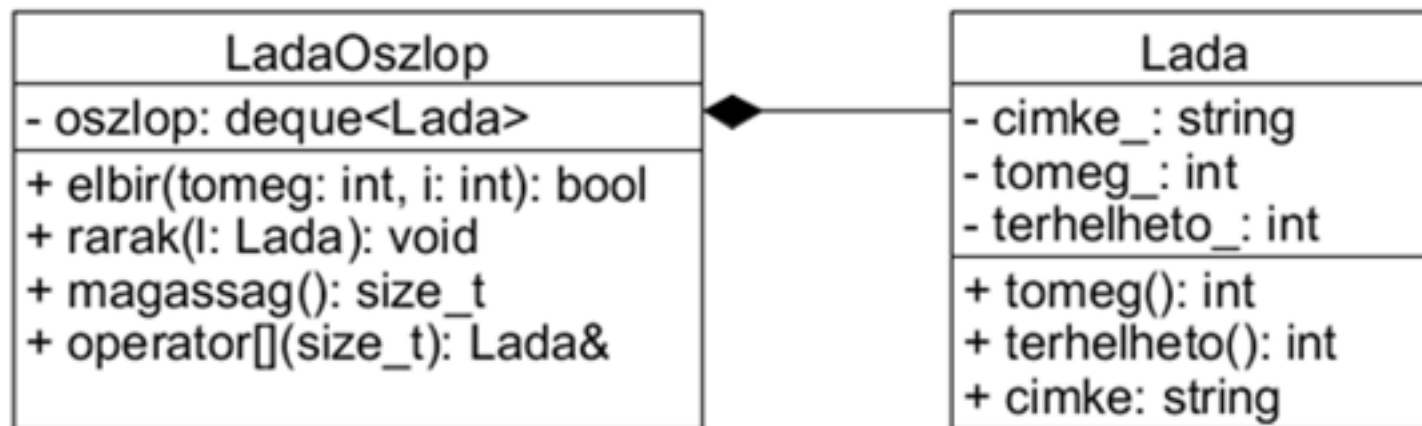 LadaOszlop
- oszlop: deque<Lada>
+ elbir(tomeg: int, i: int): bool
+ rarak(l: Lada): void
+ magassag(): size_t
+ operator[](size_t): Lada&
Lada
- cimke_: string
- tomeg_: int
- terhelheto_: int
+ tomeg(): int
+ terhelheto(): int
+ cimke: string